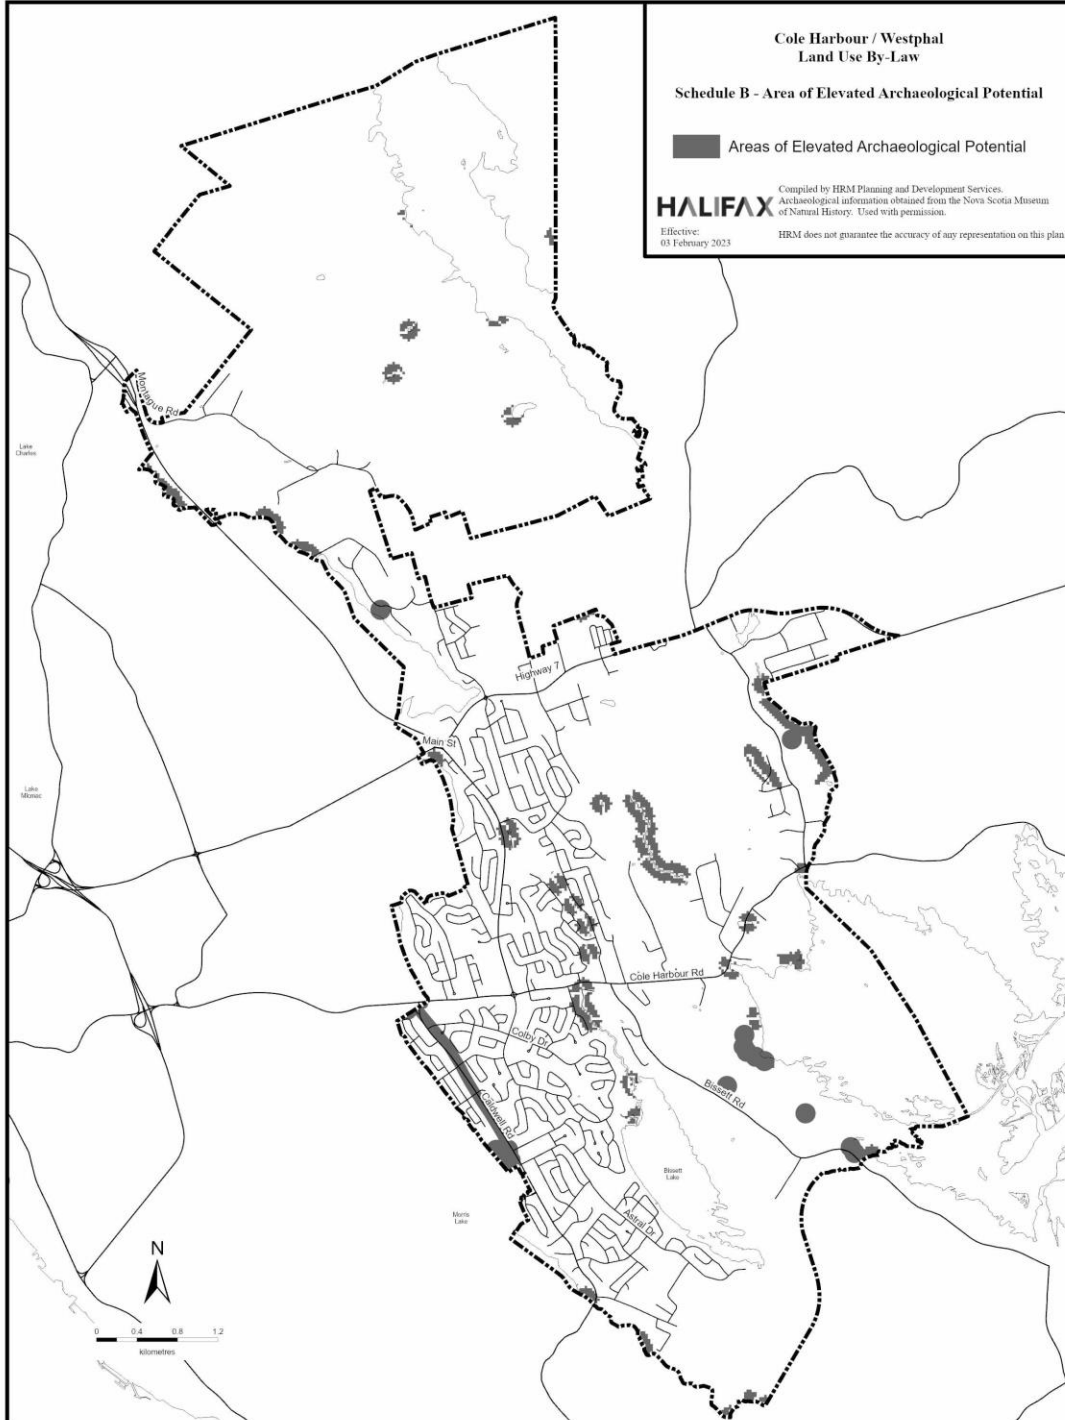 Cole Harbour / Westphal
Land Use By-Law
Schedule B - Area of Elevated Archaeological Potential
Areas of Elevated Archaeological Potential
HALIFAX
Compiled by HRM Planning and Development Services.
Archaeological information obtained from the Nova Scotia Museum
of Natural History. Used with permission.
Effective:
03 February 2023
HRM does not guarantee the accuracy of any representation on this plan
Montague Rd
Lake
Charles
Highway 7
Main St
Lake
Micmac
Cole Harbour Rd
Colby Dr
Caldwell Rd
Bissett Rd
Bissett
Lake
Morris
Lake
Astral Dr
N
0 0.4 0.8 1.2
kilometres